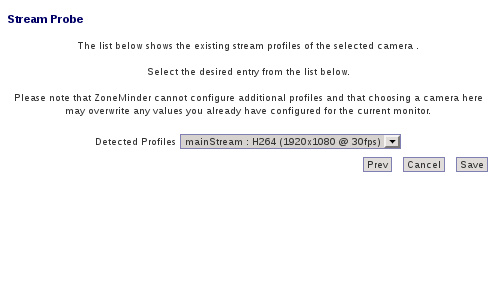 Stream Probe
The list below shows the existing stream profiles of the selected camera .
Select the desired entry from the list below.
Please note that ZoneMinder cannot configure additional profiles and that choosing a camera here
may overwrite any values you already have configured for the current monitor.
Detected Profiles mainStream : H264 (1920x1080 @ 30fps)
Prev Cancel Save